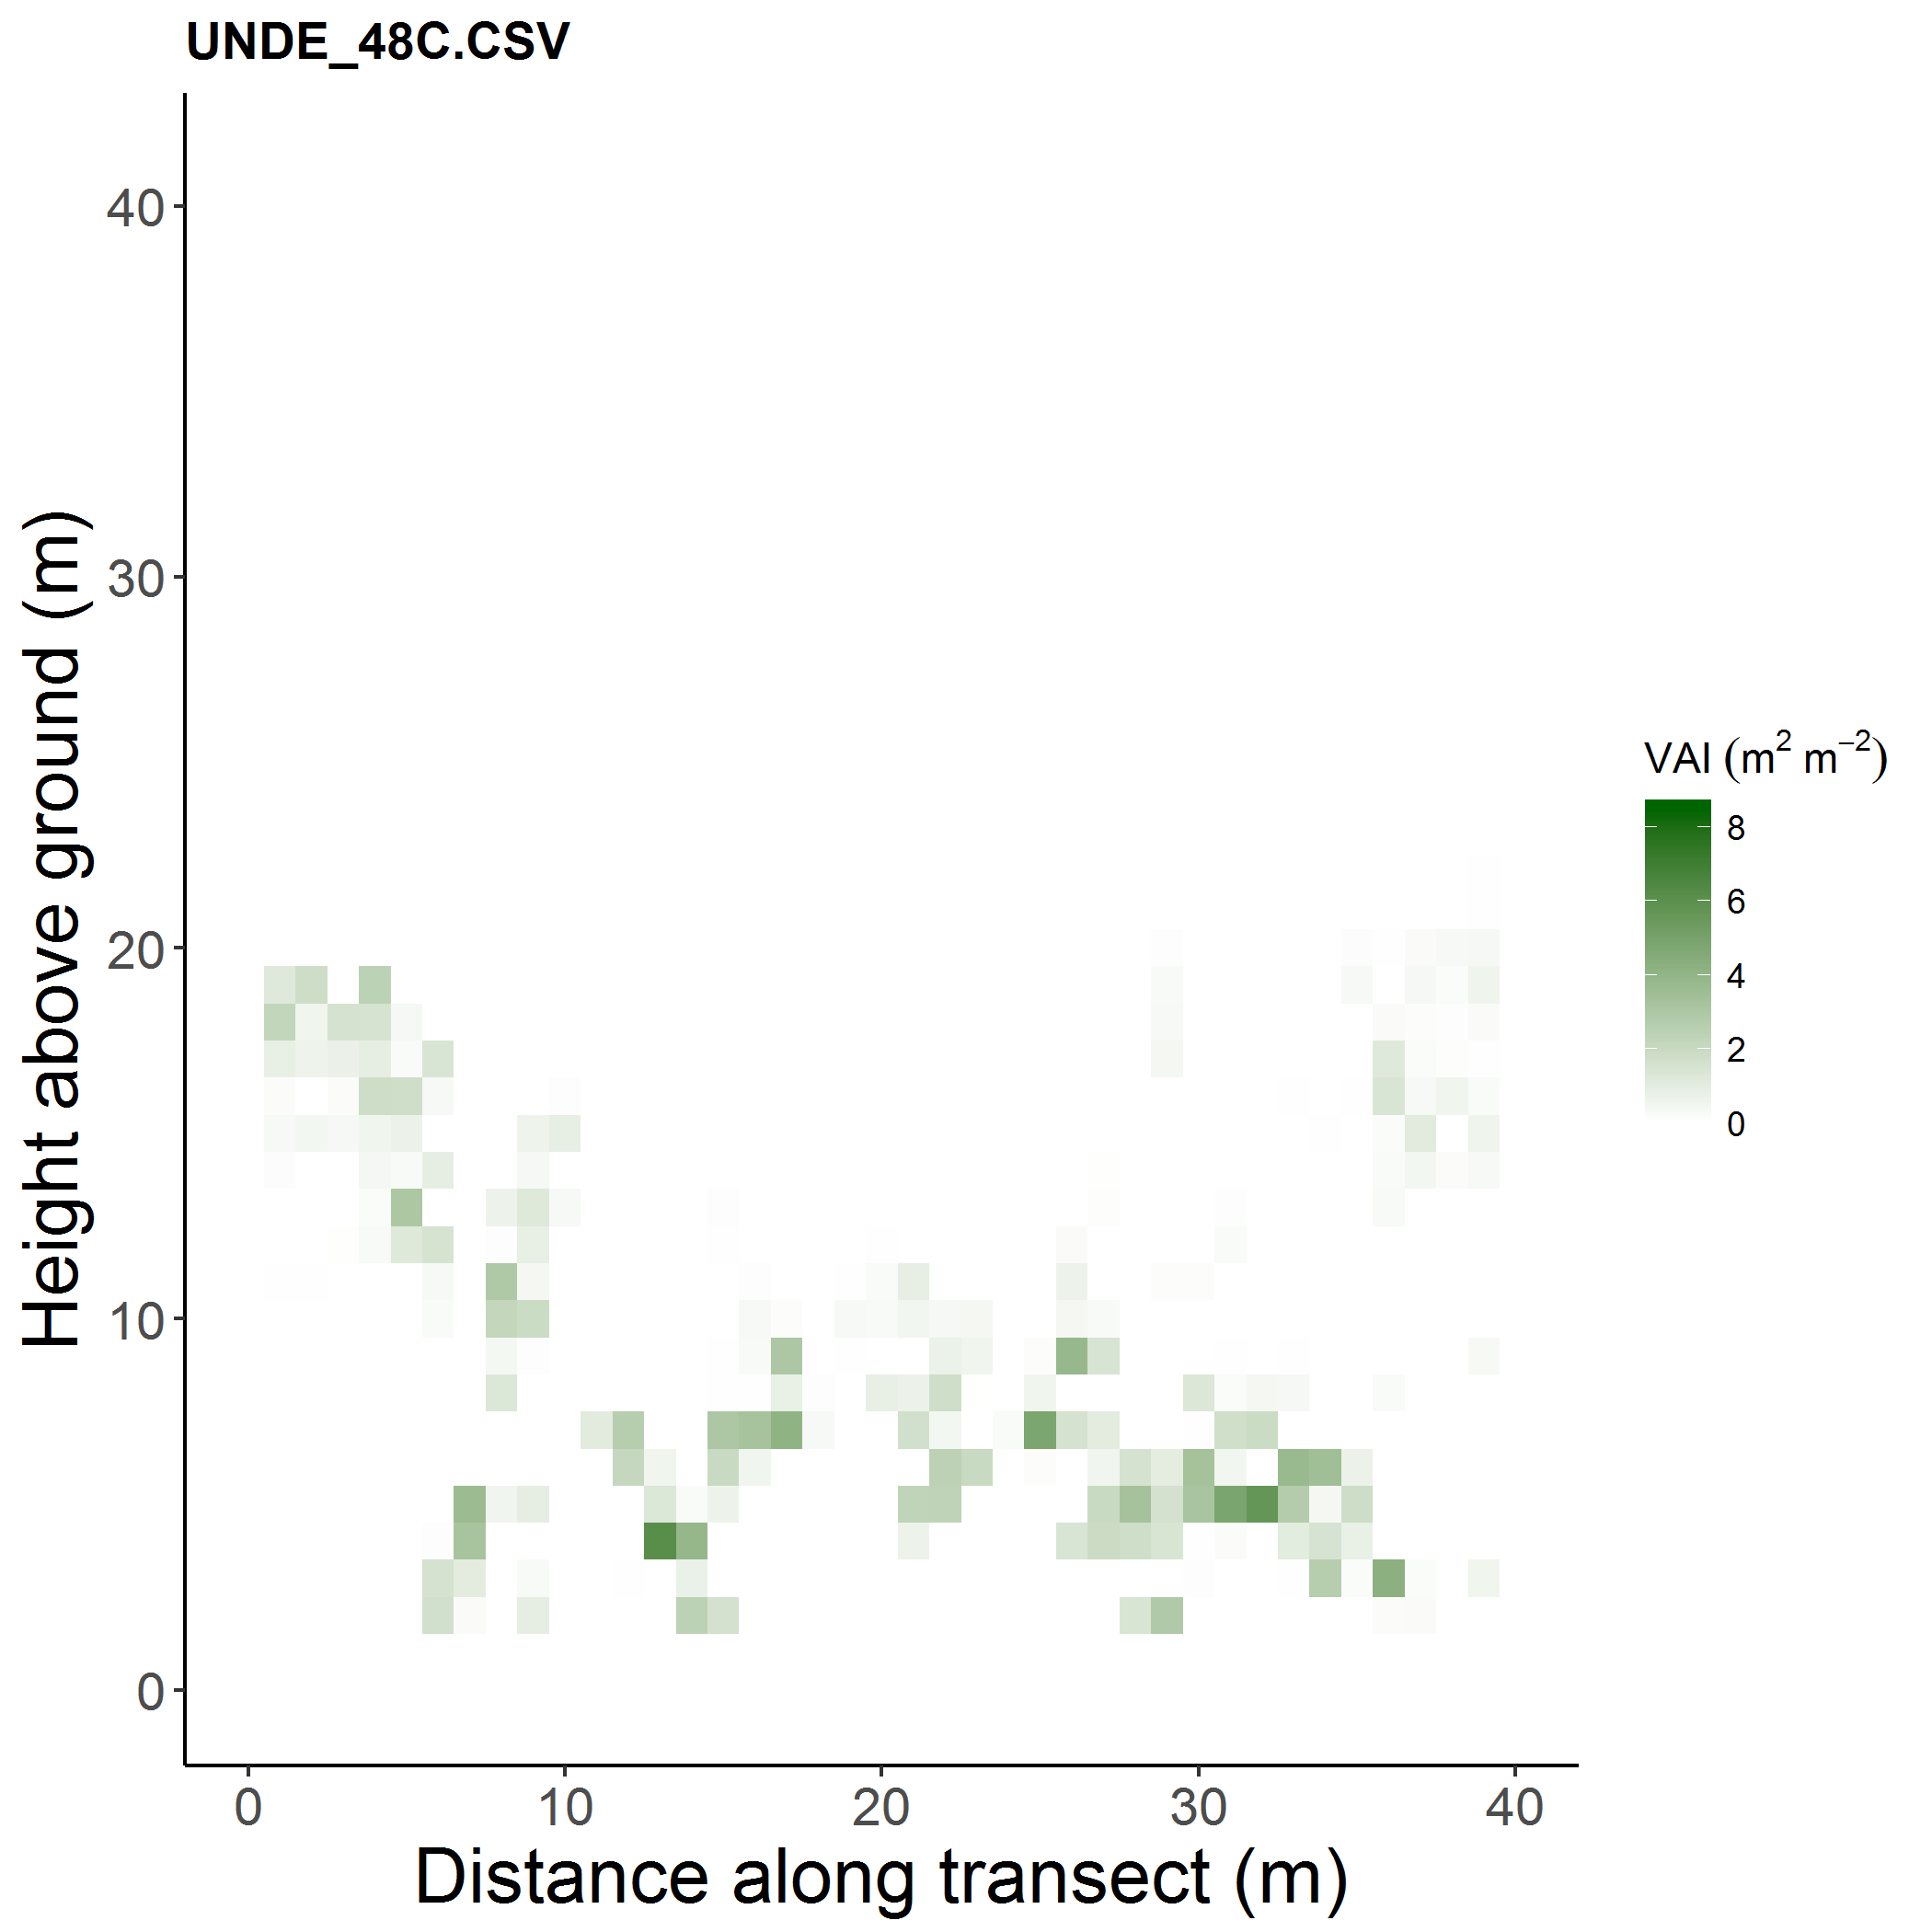 UNDE_48C.CSV
40
30
20
10
0
Height above ground (m)
0 10 20 30 40
Distance along transect (m)
VAI (m² m⁻²)
8
6
4
2
0